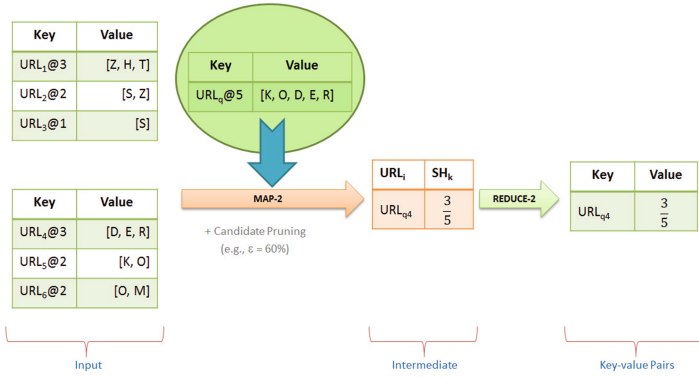 Key Value
URL₁@3 [Z, H, T]
URL₂@2 [S, Z]
URL₃@1 [S]
Key Value
URLq@5 [K, O, D, E, R]
Key Value
URL₄@3 [D, E, R]
URL₅@2 [K, O]
URL₆@2 [O, M]
MAP-2
+ Candidate Pruning
(e.g., ε = 60%)
URLᵢ SHₖ
URLq4 3/5
REDUCE-2
Key Value
URLq4 3/5
Input
Intermediate
Key-value Pairs